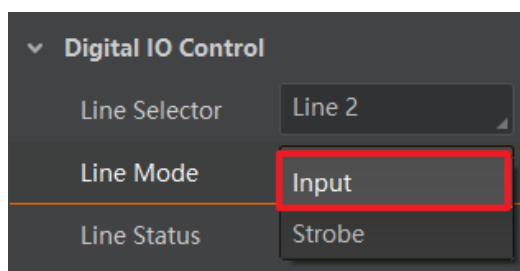 Digital IO Control
Line Selector Line 2
Line Mode Input
Line Status Strobe